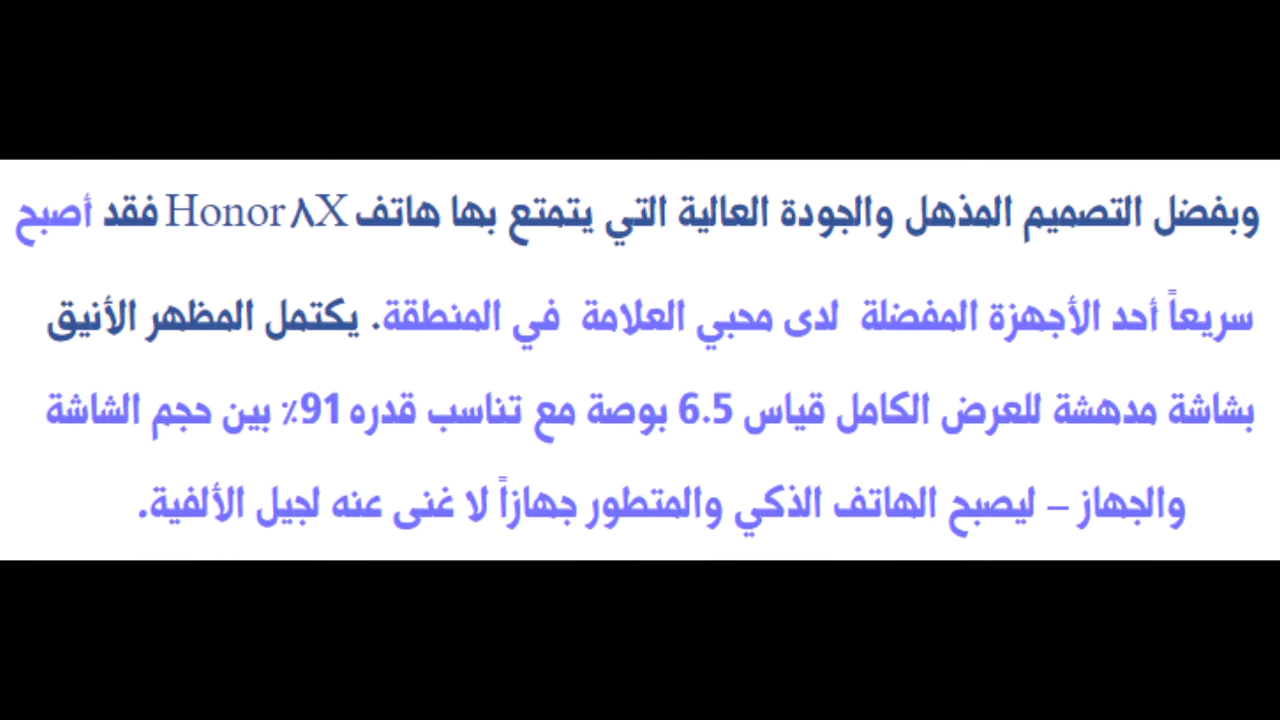 وبفضل التصميم المذهل والجودة العالية التي يتمتع بها هاتف Honor ٨X فقد أصبح
سريعاً أحد الأجهزة المفضلة لدى محبي العلامة في المنطقة. يكتمل المظهر الأنيق
بشاشة مدهشة للعرض الكامل قياس 6.5 بوصة مع تناسب قدره 91٪ بين حجم الشاشة
والجهاز – ليصبح الهاتف الذكي والمتطور جهازاً لا غنى عنه لجيل الألفية.